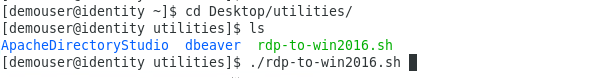 [demouser@identity ~]$ cd Desktop/utilities/
[demouser@identity utilities]$ ls
ApacheDirectoryStudio  dbeaver  rdp-to-win2016.sh
[demouser@identity utilities]$ ./rdp-to-win2016.sh